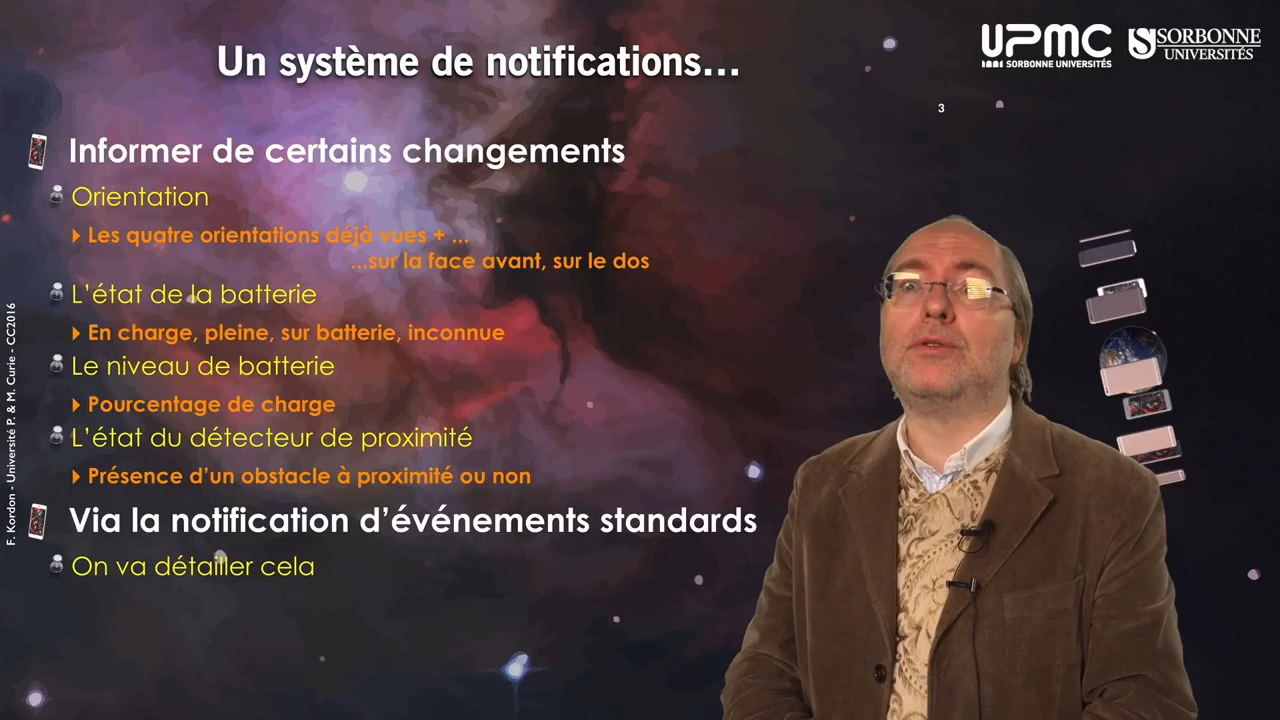 Un système de notifications...
UPMC
SORBONNE UNIVERSITÉS
S SORBONNE
UNIVERSITÉS
3
Informer de certains changements
Orientation
Les quatre orientations déjà vues + ...
...sur la face avant, sur le dos
L’état de la batterie
En charge, pleine, sur batterie, inconnue
Le niveau de batterie
Pourcentage de charge
L’état du détecteur de proximité
Présence d’un obstacle à proximité ou non
Via la notification d’événements standards
On va détailler cela
F. Kordon - Université P. & M. Curie - CC2016